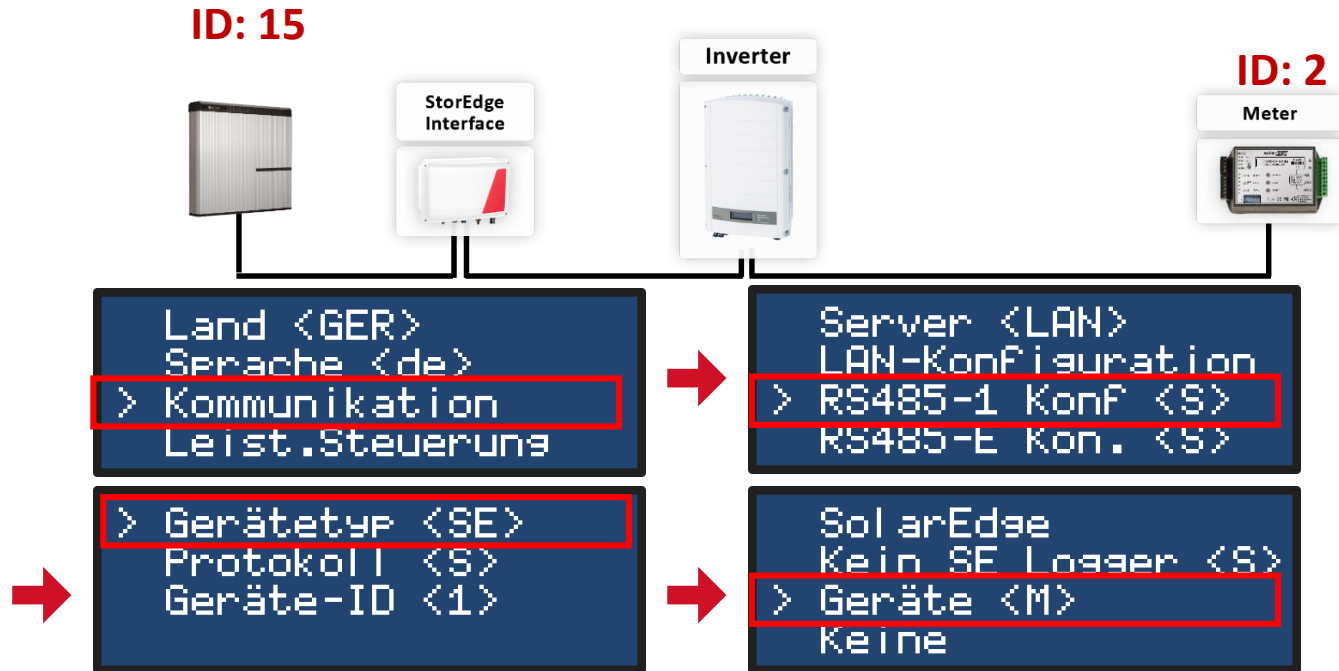 ID: 15
Inverter
ID: 2
StorEdge
Interface
Meter
Land <GER>
Sprache <de>
> Kommunikation
Leist.Steuerung
Server <LAN>
LAN-Konfiguration
> RS485-1 Konf <S>
RS485-E Kon. <S>
> Gerätetyp <SE>
Protokoll <S>
Geräte-ID <1>
SolarEdge
Kein SE Logger <S>
> Geräte <M>
Keine